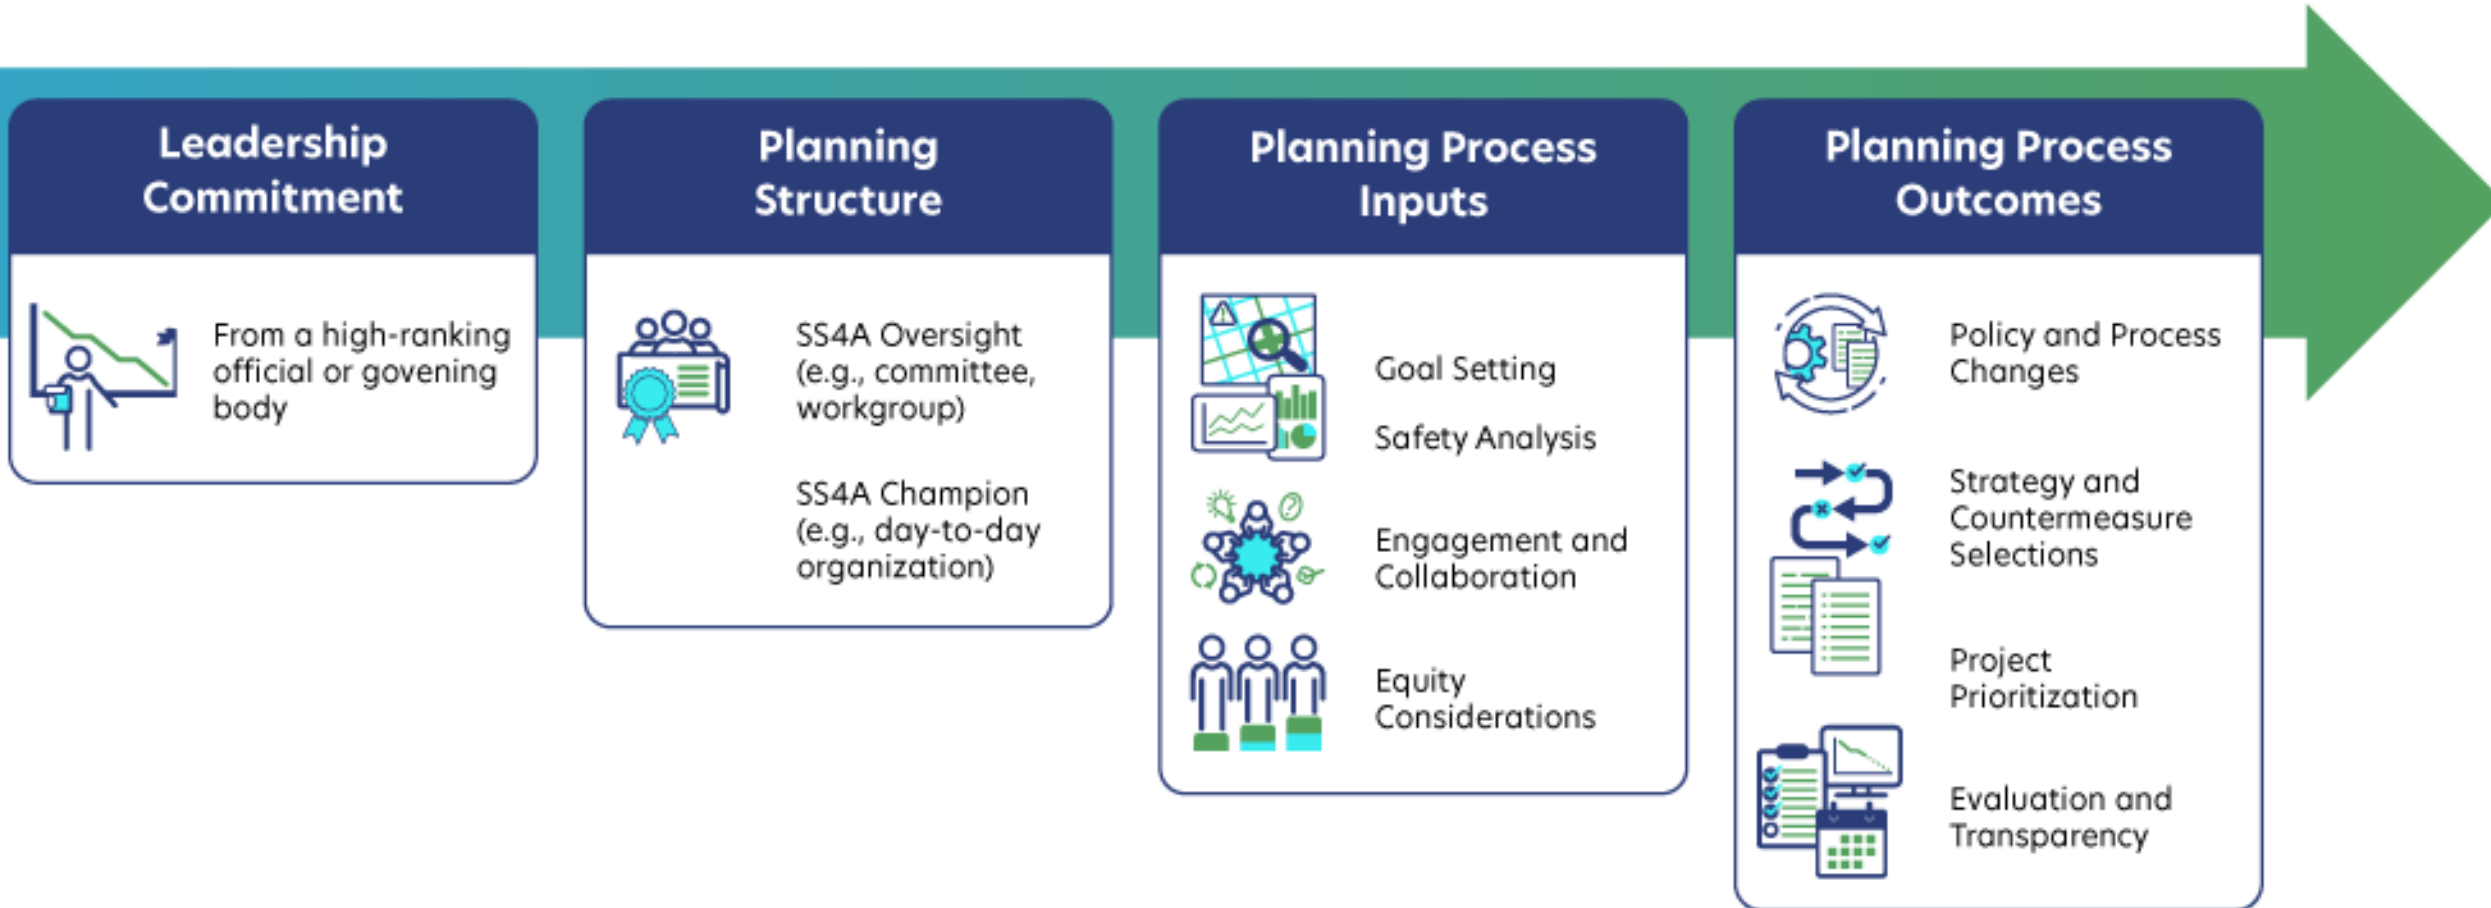 Leadership
Commitment
From a high-ranking
official or govening
body
Planning
Structure
SS4A Oversight
(e.g., committee,
workgroup)
SS4A Champion
(e.g., day-to-day
organization)
Planning Process
Inputs
Goal Setting
Safety Analysis
Engagement and
Collaboration
Equity
Considerations
Planning Process
Outcomes
Policy and Process
Changes
Strategy and
Countermeasure
Selections
Project
Prioritization
Evaluation and
Transparency